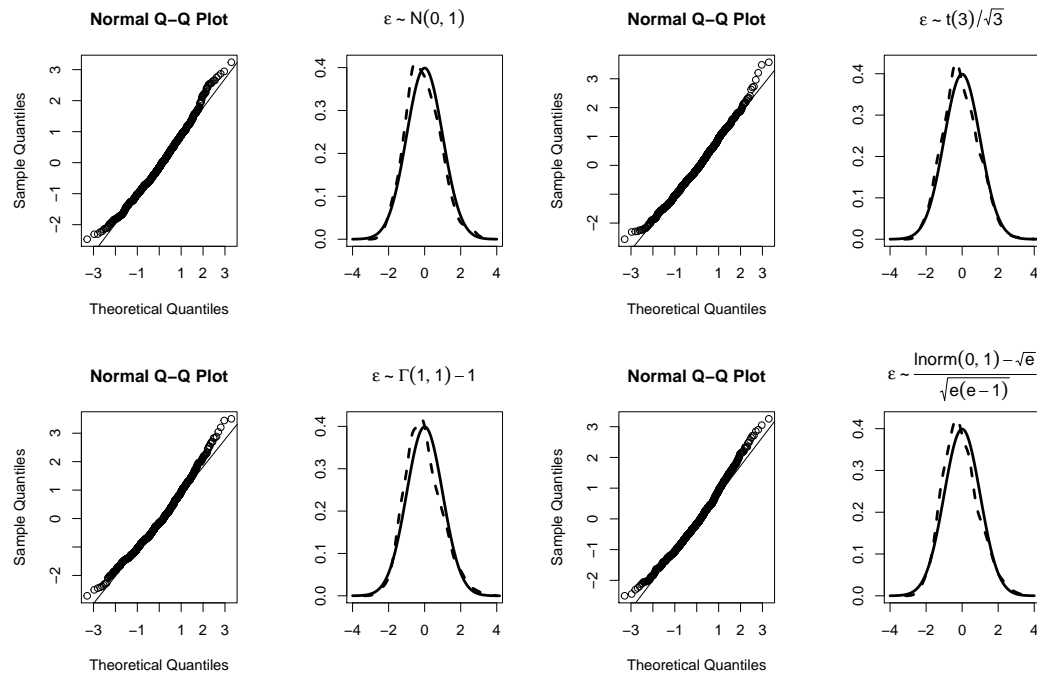 Normal Q−Q Plot
Sample Quantiles
3
2
1
0
−1
−2
−3 −1 1 2 3
Theoretical Quantiles
ε ~ N(0, 1)
0.4
0.3
0.2
0.1
0.0
−4 −2 0 2 4
Normal Q−Q Plot
Sample Quantiles
3
2
1
0
−2
−3 −1 1 2 3
Theoretical Quantiles
ε ~ t(3)/√3
0.4
0.3
0.2
0.1
0.0
−4 −2 0 2 4
Normal Q−Q Plot
Sample Quantiles
3
2
1
0
−2
−3 −1 1 2 3
Theoretical Quantiles
ε ~ Γ(1, 1) − 1
0.4
0.3
0.2
0.1
0.0
−4 −2 0 2 4
Normal Q−Q Plot
Sample Quantiles
3
2
1
0
−1
−2
−3 −1 1 2 3
Theoretical Quantiles
ε ~ lnorm(0, 1) − √e
√e(e − 1)
0.4
0.3
0.2
0.1
0.0
−4 −2 0 2 4